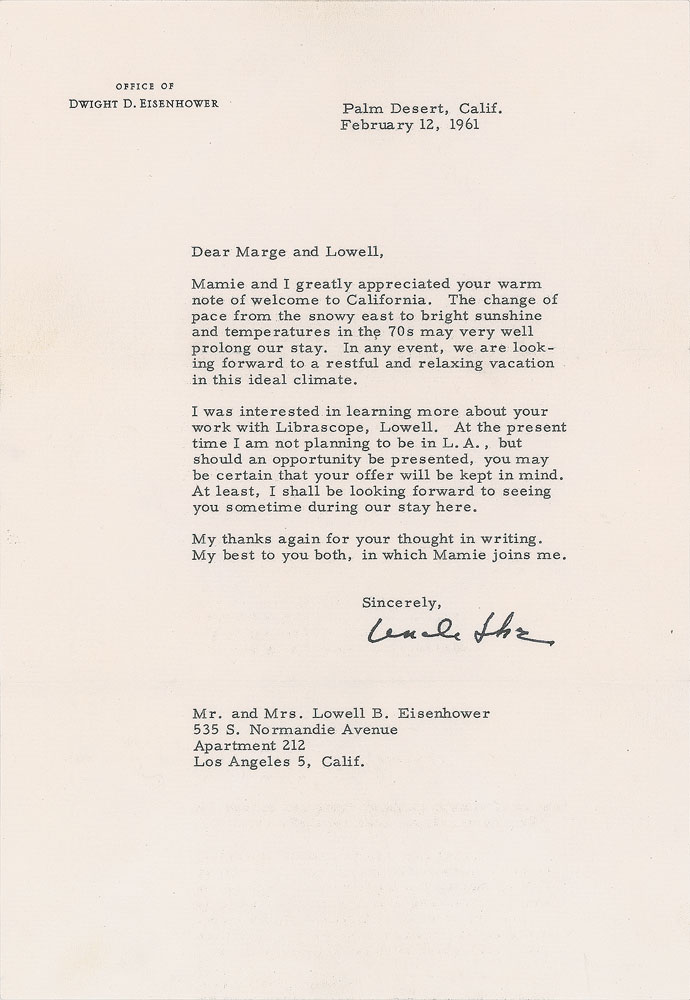 OFFICE OF
DWIGHT D. EISENHOWER
Palm Desert, Calif.
February 12, 1961
Dear Marge and Lowell,
Mamie and I greatly appreciated your warm
note of welcome to California. The change of
pace from the snowy east to bright sunshine
and temperatures in the 70s may very well
prolong our stay. In any event, we are look-
ing forward to a restful and relaxing vacation
in this ideal climate.
I was interested in learning more about your
work with Librascope, Lowell. At the present
time I am not planning to be in L.A., but
should an opportunity be presented, you may
be certain that your offer will be kept in mind.
At least, I shall be looking forward to seeing
you sometime during our stay here.
My thanks again for your thought in writing.
My best to you both, in which Mamie joins me.
Sincerely,
Uncle Ike
Mr. and Mrs. Lowell B. Eisenhower
535 S. Normandie Avenue
Apartment 212
Los Angeles 5, Calif.